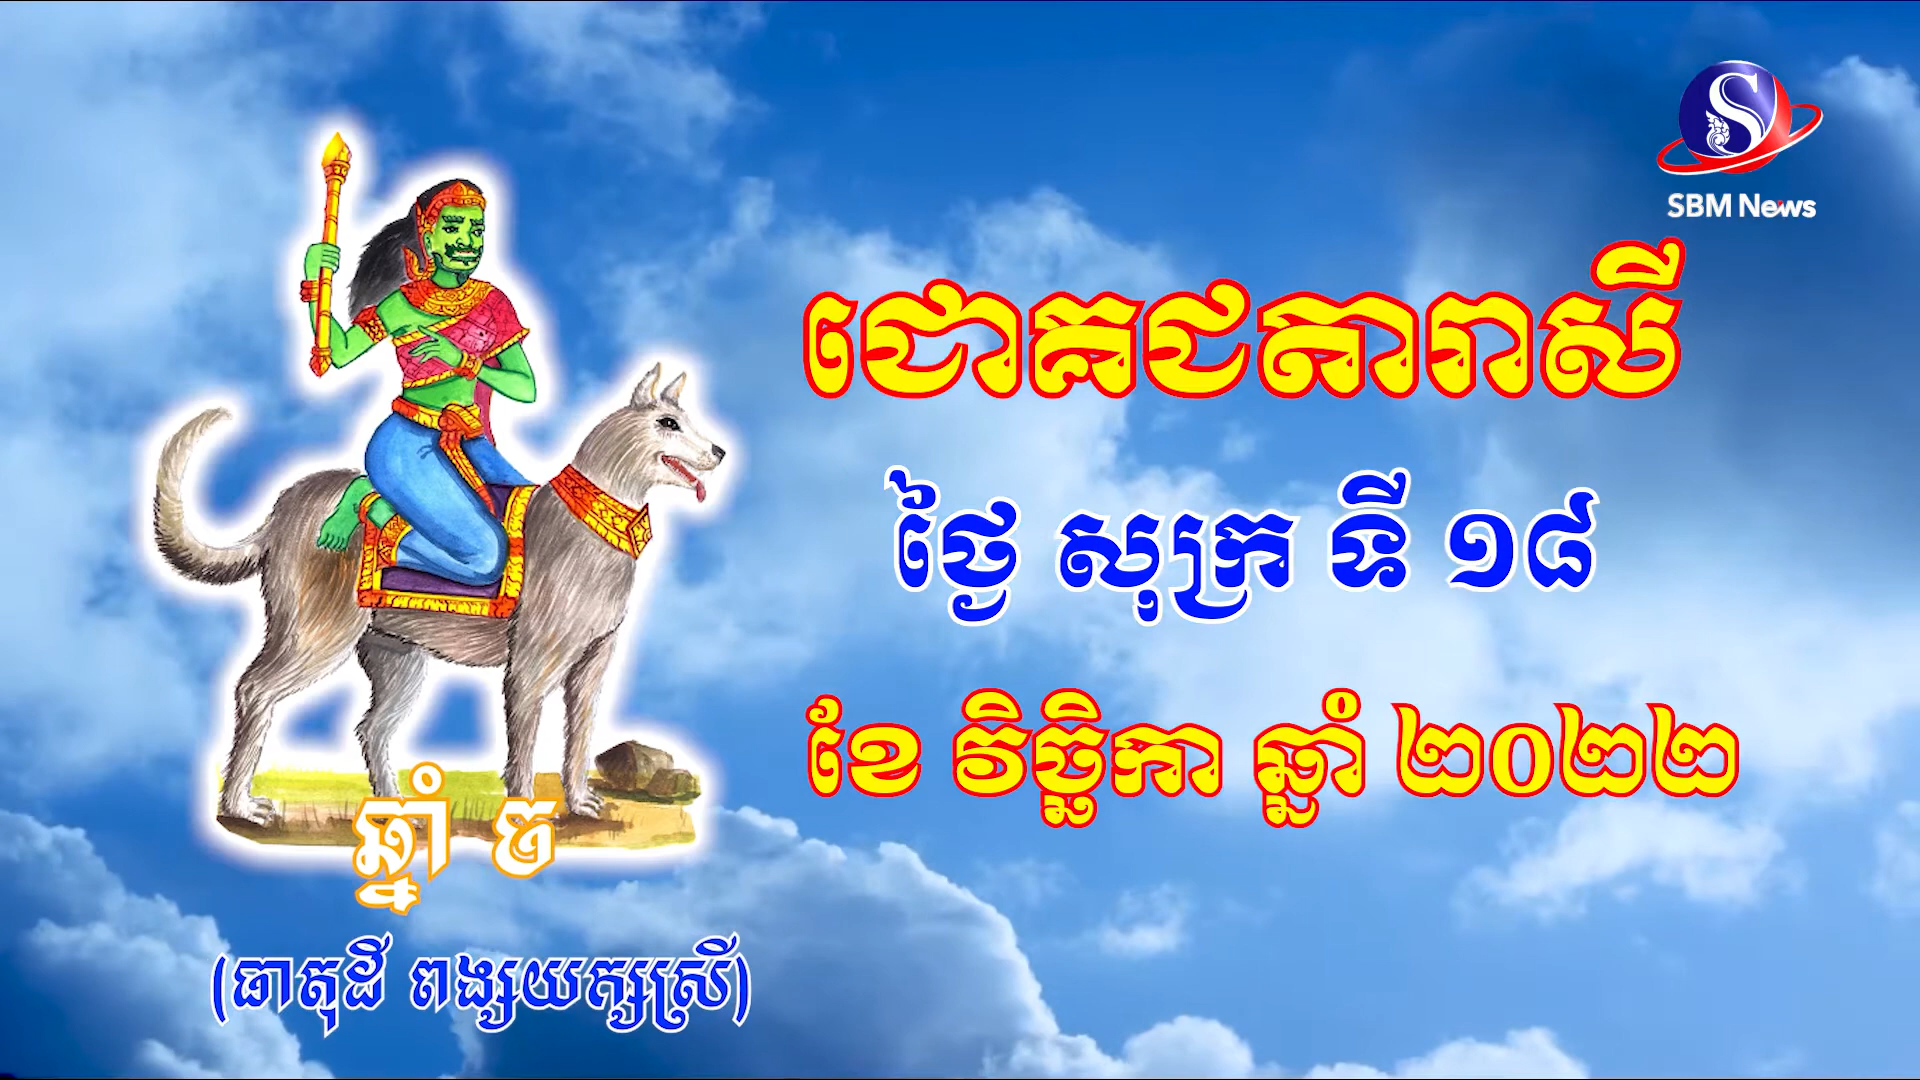 SBM News
ជោគជតារាសី
ថ្ងៃ សុក្រ ទី ១៨
ខែ វិច្ឆិកា ឆ្នាំ ២០២២
ឆ្នាំ ច
(ធាតុដី ពង្សយក្សស្រី)